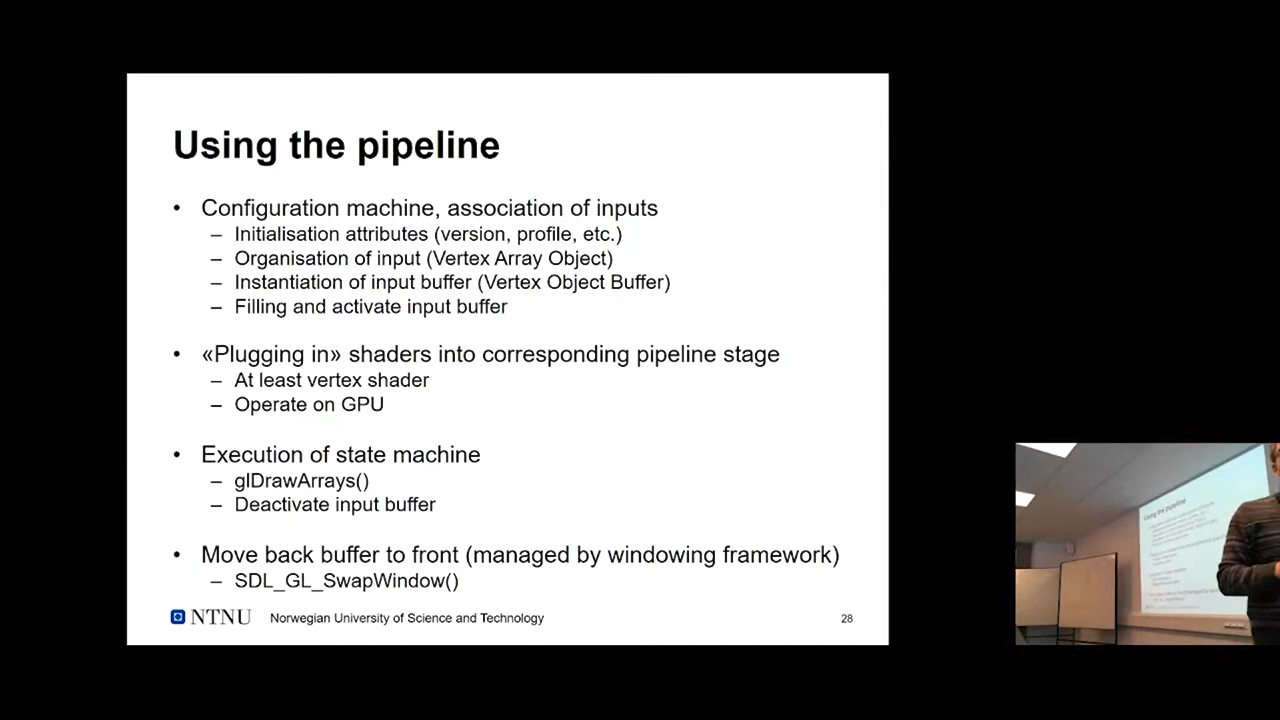 Using the pipeline
• Configuration machine, association of inputs
– Initialisation attributes (version, profile, etc.)
– Organisation of input (Vertex Array Object)
– Instantiation of input buffer (Vertex Object Buffer)
– Filling and activate input buffer
• «Plugging in» shaders into corresponding pipeline stage
– At least vertex shader
– Operate on GPU
• Execution of state machine
– glDrawArrays()
– Deactivate input buffer
• Move back buffer to front (managed by windowing framework)
– SDL_GL_SwapWindow()
NTNU Norwegian University of Science and Technology 28
Using the pipeline